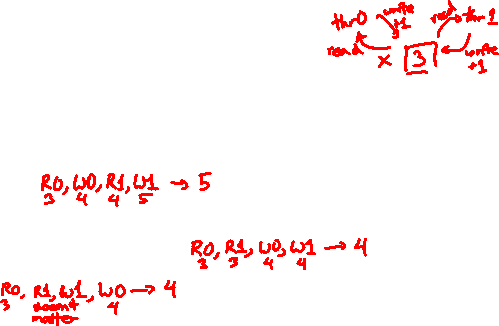 thr0 write +1 read thr1
read x 3 write +1
R0, W0, R1, W1 → 5
3 4 4 5
R0, R1, W0, W1 → 4
3 3 4 4
R0, R1, W1, W0 → 4
3 doesn't 4
matter